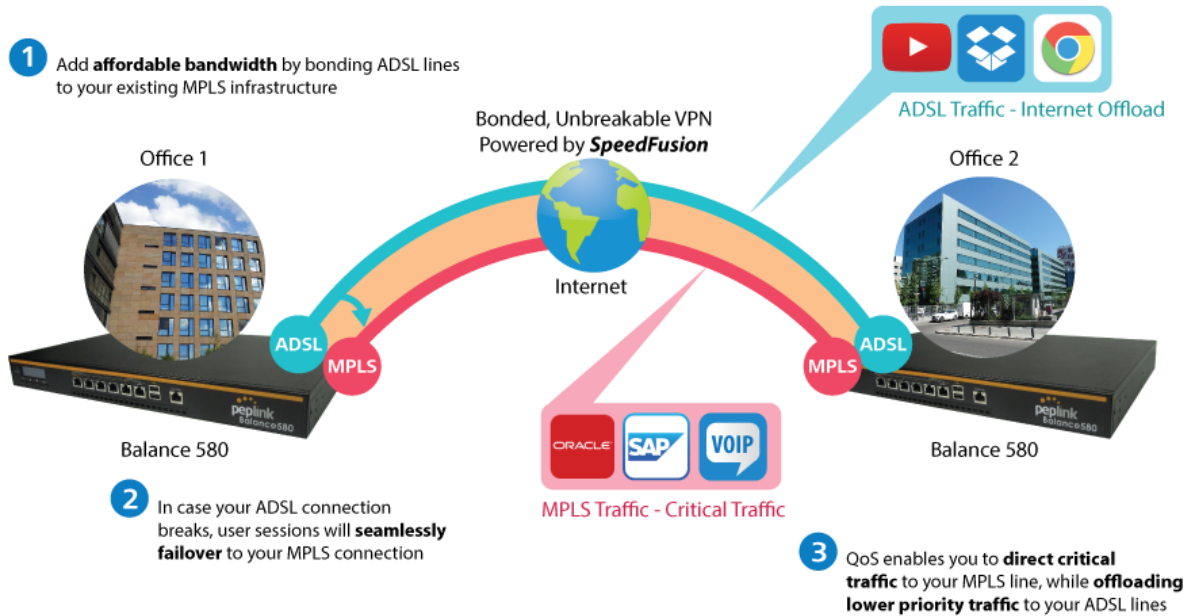 1
Add affordable bandwidth by bonding ADSL lines
to your existing MPLS infrastructure
ADSL Traffic - Internet Offload
Bonded, Unbreakable VPN
Powered by SpeedFusion
Office 1
Office 2
Internet
ADSL
MPLS
MPLS
ADSL
peplink
Balance580
peplink
Balance580
Balance 580
Balance 580
ORACLE
SAP
VOIP
MPLS Traffic - Critical Traffic
2
In case your ADSL connection
breaks, user sessions will seamlessly
failover to your MPLS connection
3
QoS enables you to direct critical
traffic to your MPLS line, while offloading
lower priority traffic to your ADSL lines